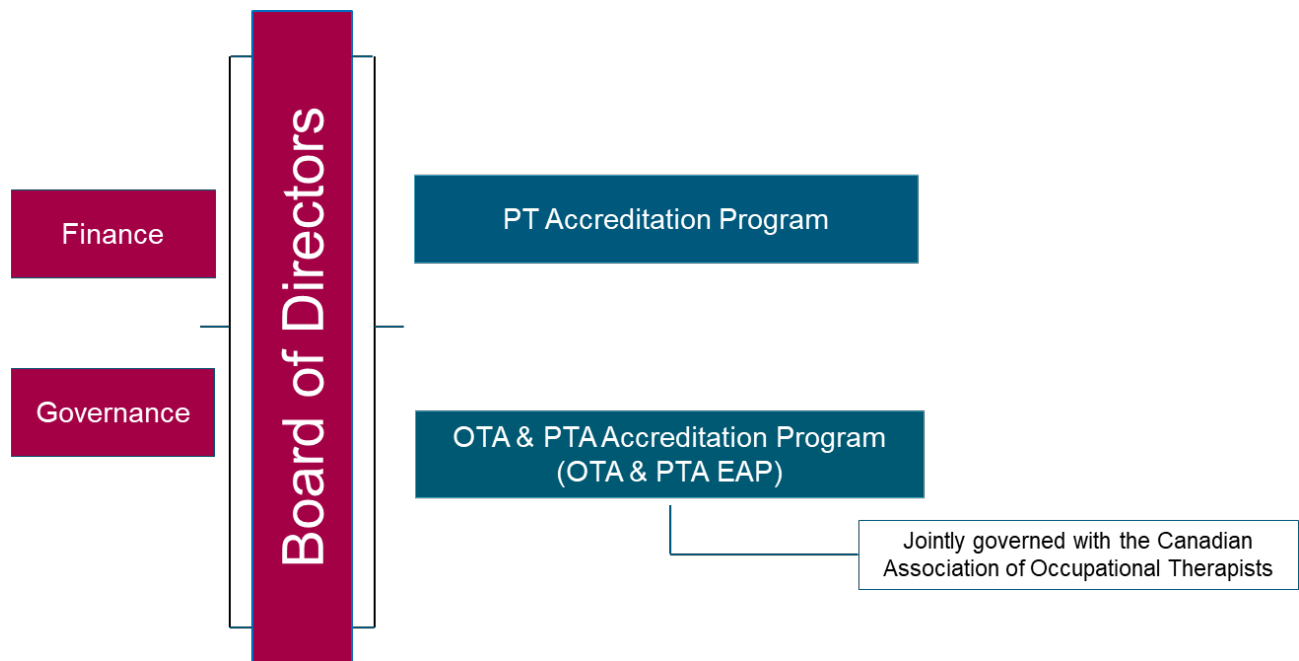 Board of Directors
Finance
Governance
PT Accreditation Program
OTA & PTA Accreditation Program
(OTA & PTA EAP)
Jointly governed with the Canadian
Association of Occupational Therapists